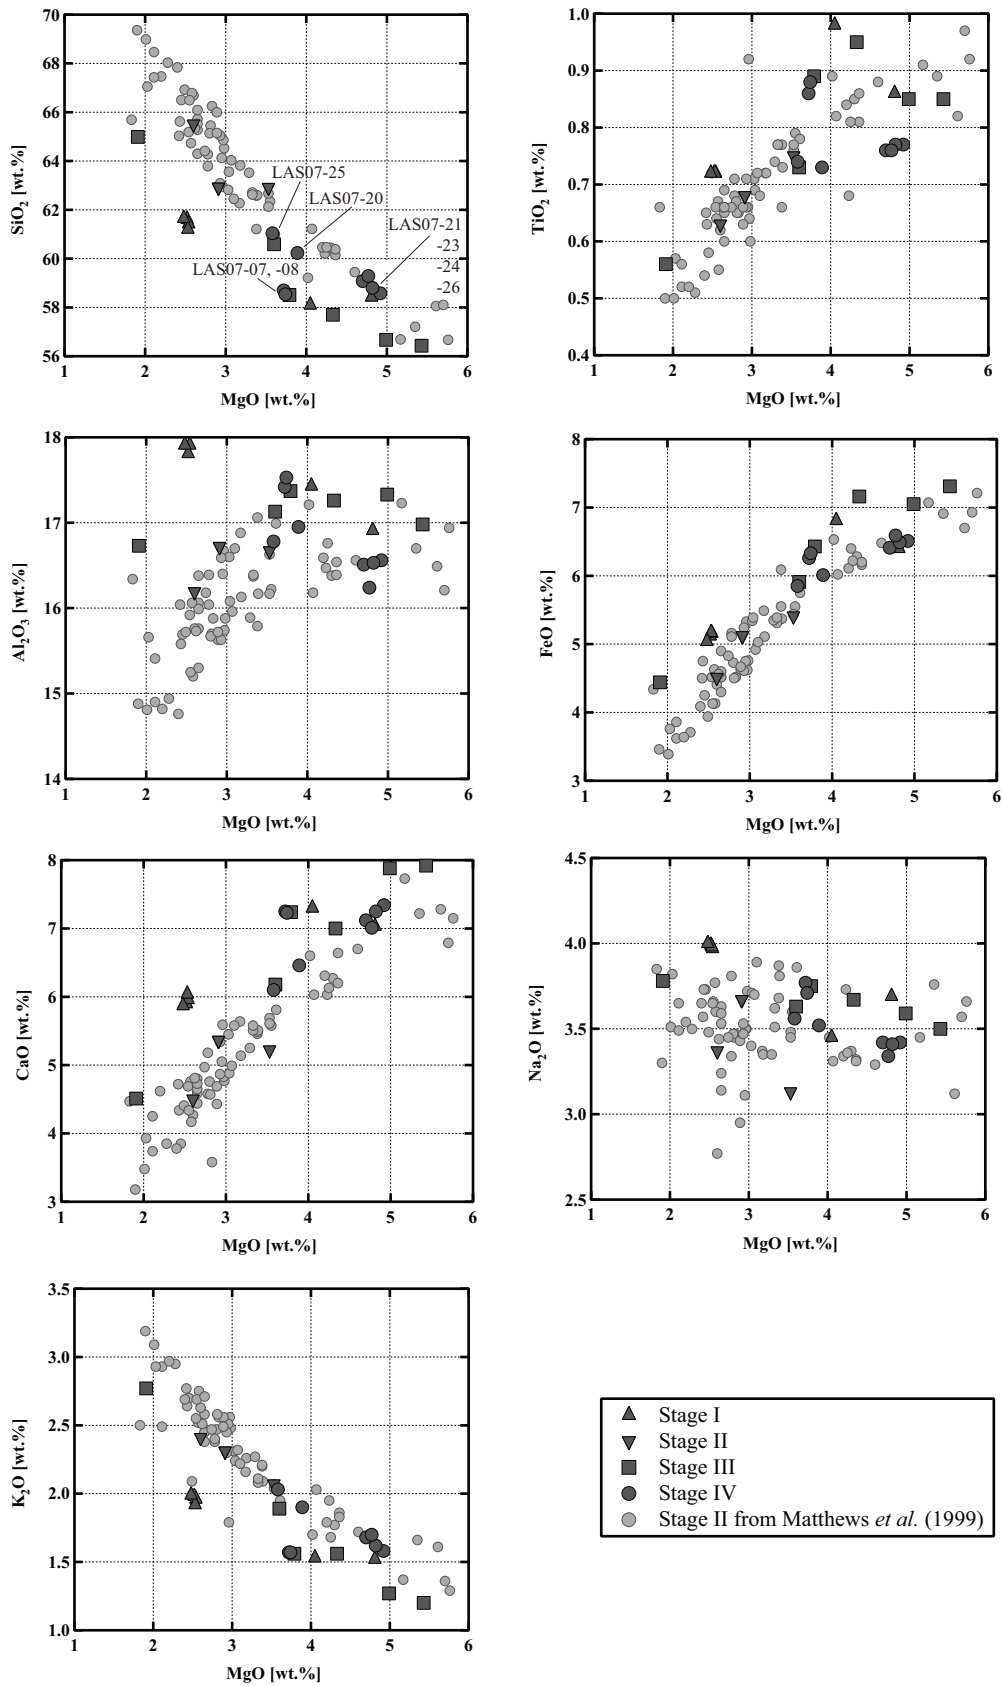 70
68
66
64
62
60
58
56
SiO2 [wt.%]
LAS07-25
LAS07-20
LAS07-21
-23
-24
-26
LAS07-07, -08
1 2 3 4 5 6
MgO [wt.%]
1.0
0.9
0.8
0.7
0.6
0.5
0.4
TiO2 [wt.%]
1 2 3 4 5 6
MgO [wt.%]
18
17
16
15
14
Al2O3 [wt.%]
1 2 3 4 5 6
MgO [wt.%]
8
7
6
5
4
3
FeO [wt.%]
1 2 3 4 5 6
MgO [wt.%]
8
7
6
5
4
3
CaO [wt.%]
1 2 3 4 5 6
MgO [wt.%]
4.5
4.0
3.5
3.0
2.5
Na2O [wt.%]
1 2 3 4 5 6
MgO [wt.%]
3.5
3.0
2.5
2.0
1.5
1.0
K2O [wt.%]
1 2 3 4 5 6
MgO [wt.%]
Stage I
Stage II
Stage III
Stage IV
Stage II from Matthews et al. (1999)